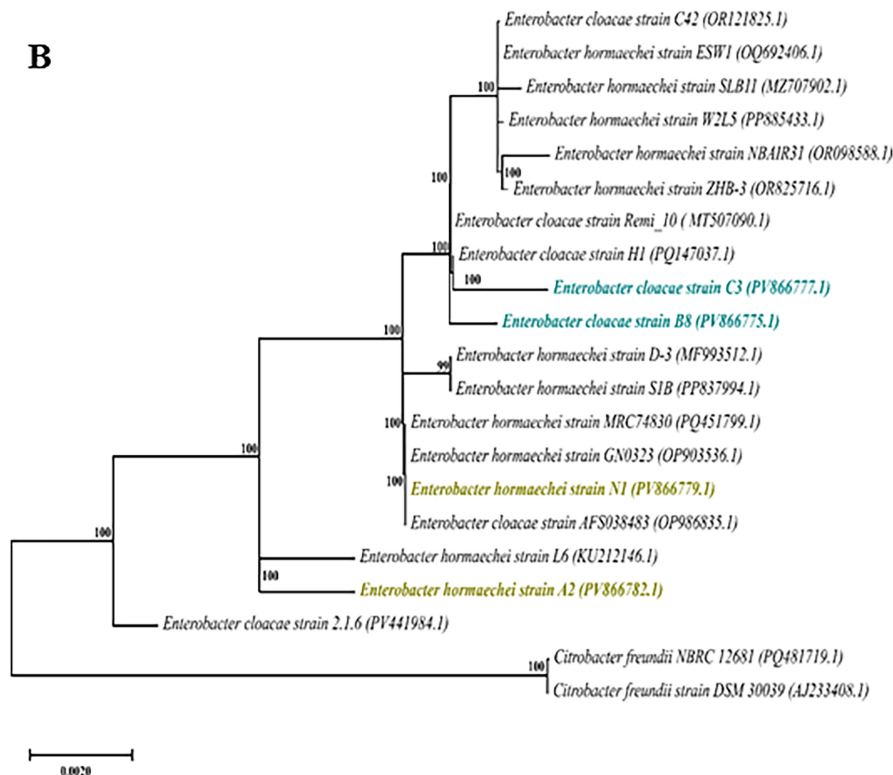 B
Enterobacter cloacae strain C42 (OR121825.1)
Enterobacter hormaechei strain ESW1 (OQ692406.1)
100
Enterobacter hormaechei strain SLB11 (MZ707902.1)
Enterobacter hormaechei strain W2L5 (PP885433.1)
Enterobacter hormaechei strain NBAIR31 (OR098588.1)
100
100
Enterobacter hormaechei strain ZHB-3 (OR825716.1)
Enterobacter cloacae strain Remi_10 ( MT507090.1)
100
Enterobacter cloacae strain H1 (PQ147037.1)
100
Enterobacter cloacae strain C3 (PV866777.1)
Enterobacter cloacae strain B8 (PV866775.1)
100
Enterobacter hormaechei strain D-3 (MF993512.1)
99
Enterobacter hormaechei strain S1B (PP837994.1)
100
Enterobacter hormaechei strain MRC74830 (PQ451799.1)
100
Enterobacter hormaechei strain GN0323 (OP903536.1)
100
Enterobacter hormaechei strain N1 (PV866779.1)
Enterobacter cloacae strain AFS038483 (OP986835.1)
100
Enterobacter hormaechei strain L6 (KU212146.1)
100
Enterobacter hormaechei strain A2 (PV866782.1)
Enterobacter cloacae strain 2.1.6 (PV441984.1)
Citrobacter freundii NBRC 12681 (PQ481719.1)
100
Citrobacter freundii strain DSM 30039 (AJ233408.1)
0.0020